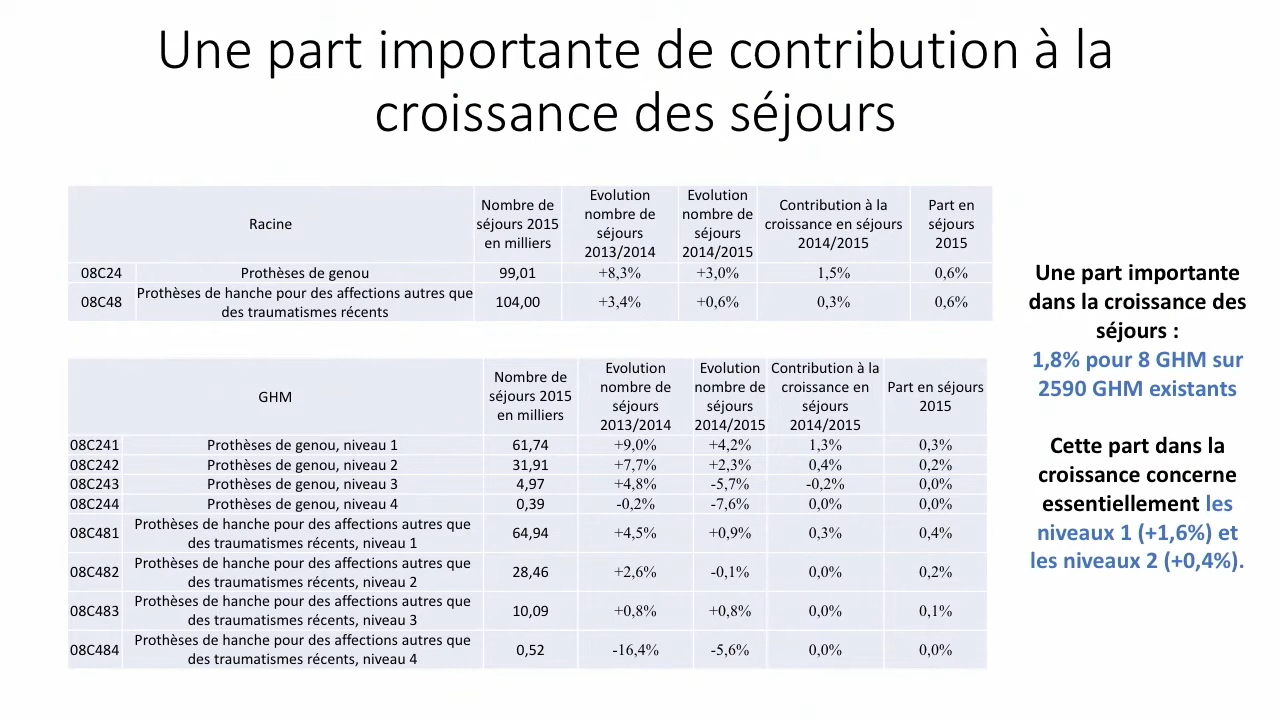 Une part importante de contribution à la
croissance des séjours
Racine
Nombre de
séjours 2015
en milliers
Evolution
nombre de
séjours
2013/2014
Evolution
nombre de
séjours
2014/2015
Contribution à la
croissance en séjours
2014/2015
Part en
séjours
2015
08C24 Prothèses de genou 99,01 +8,3% +3,0% 1,5% 0,6%
08C48 Prothèses de hanche pour des affections autres que
des traumatismes récents 104,00 +3,4% +0,6% 0,3% 0,6%
GHM
Nombre de
séjours 2015
en milliers
Evolution
nombre de
séjours
2013/2014
Evolution
nombre de
séjours
2014/2015
Contribution à la
croissance en
séjours
2014/2015
Part en séjours
2015
08C241 Prothèses de genou, niveau 1 61,74 +9,0% +4,2% 1,3% 0,3%
08C242 Prothèses de genou, niveau 2 31,91 +7,7% +2,3% 0,4% 0,2%
08C243 Prothèses de genou, niveau 3 4,97 +4,8% -5,7% -0,2% 0,0%
08C244 Prothèses de genou, niveau 4 0,39 -0,2% -7,6% 0,0% 0,0%
08C481 Prothèses de hanche pour des affections autres que
des traumatismes récents, niveau 1 64,94 +4,5% +0,9% 0,3% 0,4%
08C482 Prothèses de hanche pour des affections autres que
des traumatismes récents, niveau 2 28,46 +2,6% -0,1% 0,0% 0,2%
08C483 Prothèses de hanche pour des affections autres que
des traumatismes récents, niveau 3 10,09 +0,8% +0,8% 0,0% 0,1%
08C484 Prothèses de hanche pour des affections autres que
des traumatismes récents, niveau 4 0,52 -16,4% -5,6% 0,0% 0,0%
Une part importante
dans la croissance des
séjours :
1,8% pour 8 GHM sur
2590 GHM existants
Cette part dans la
croissance concerne
essentiellement les
niveaux 1 (+1,6%) et
les niveaux 2 (+0,4%).